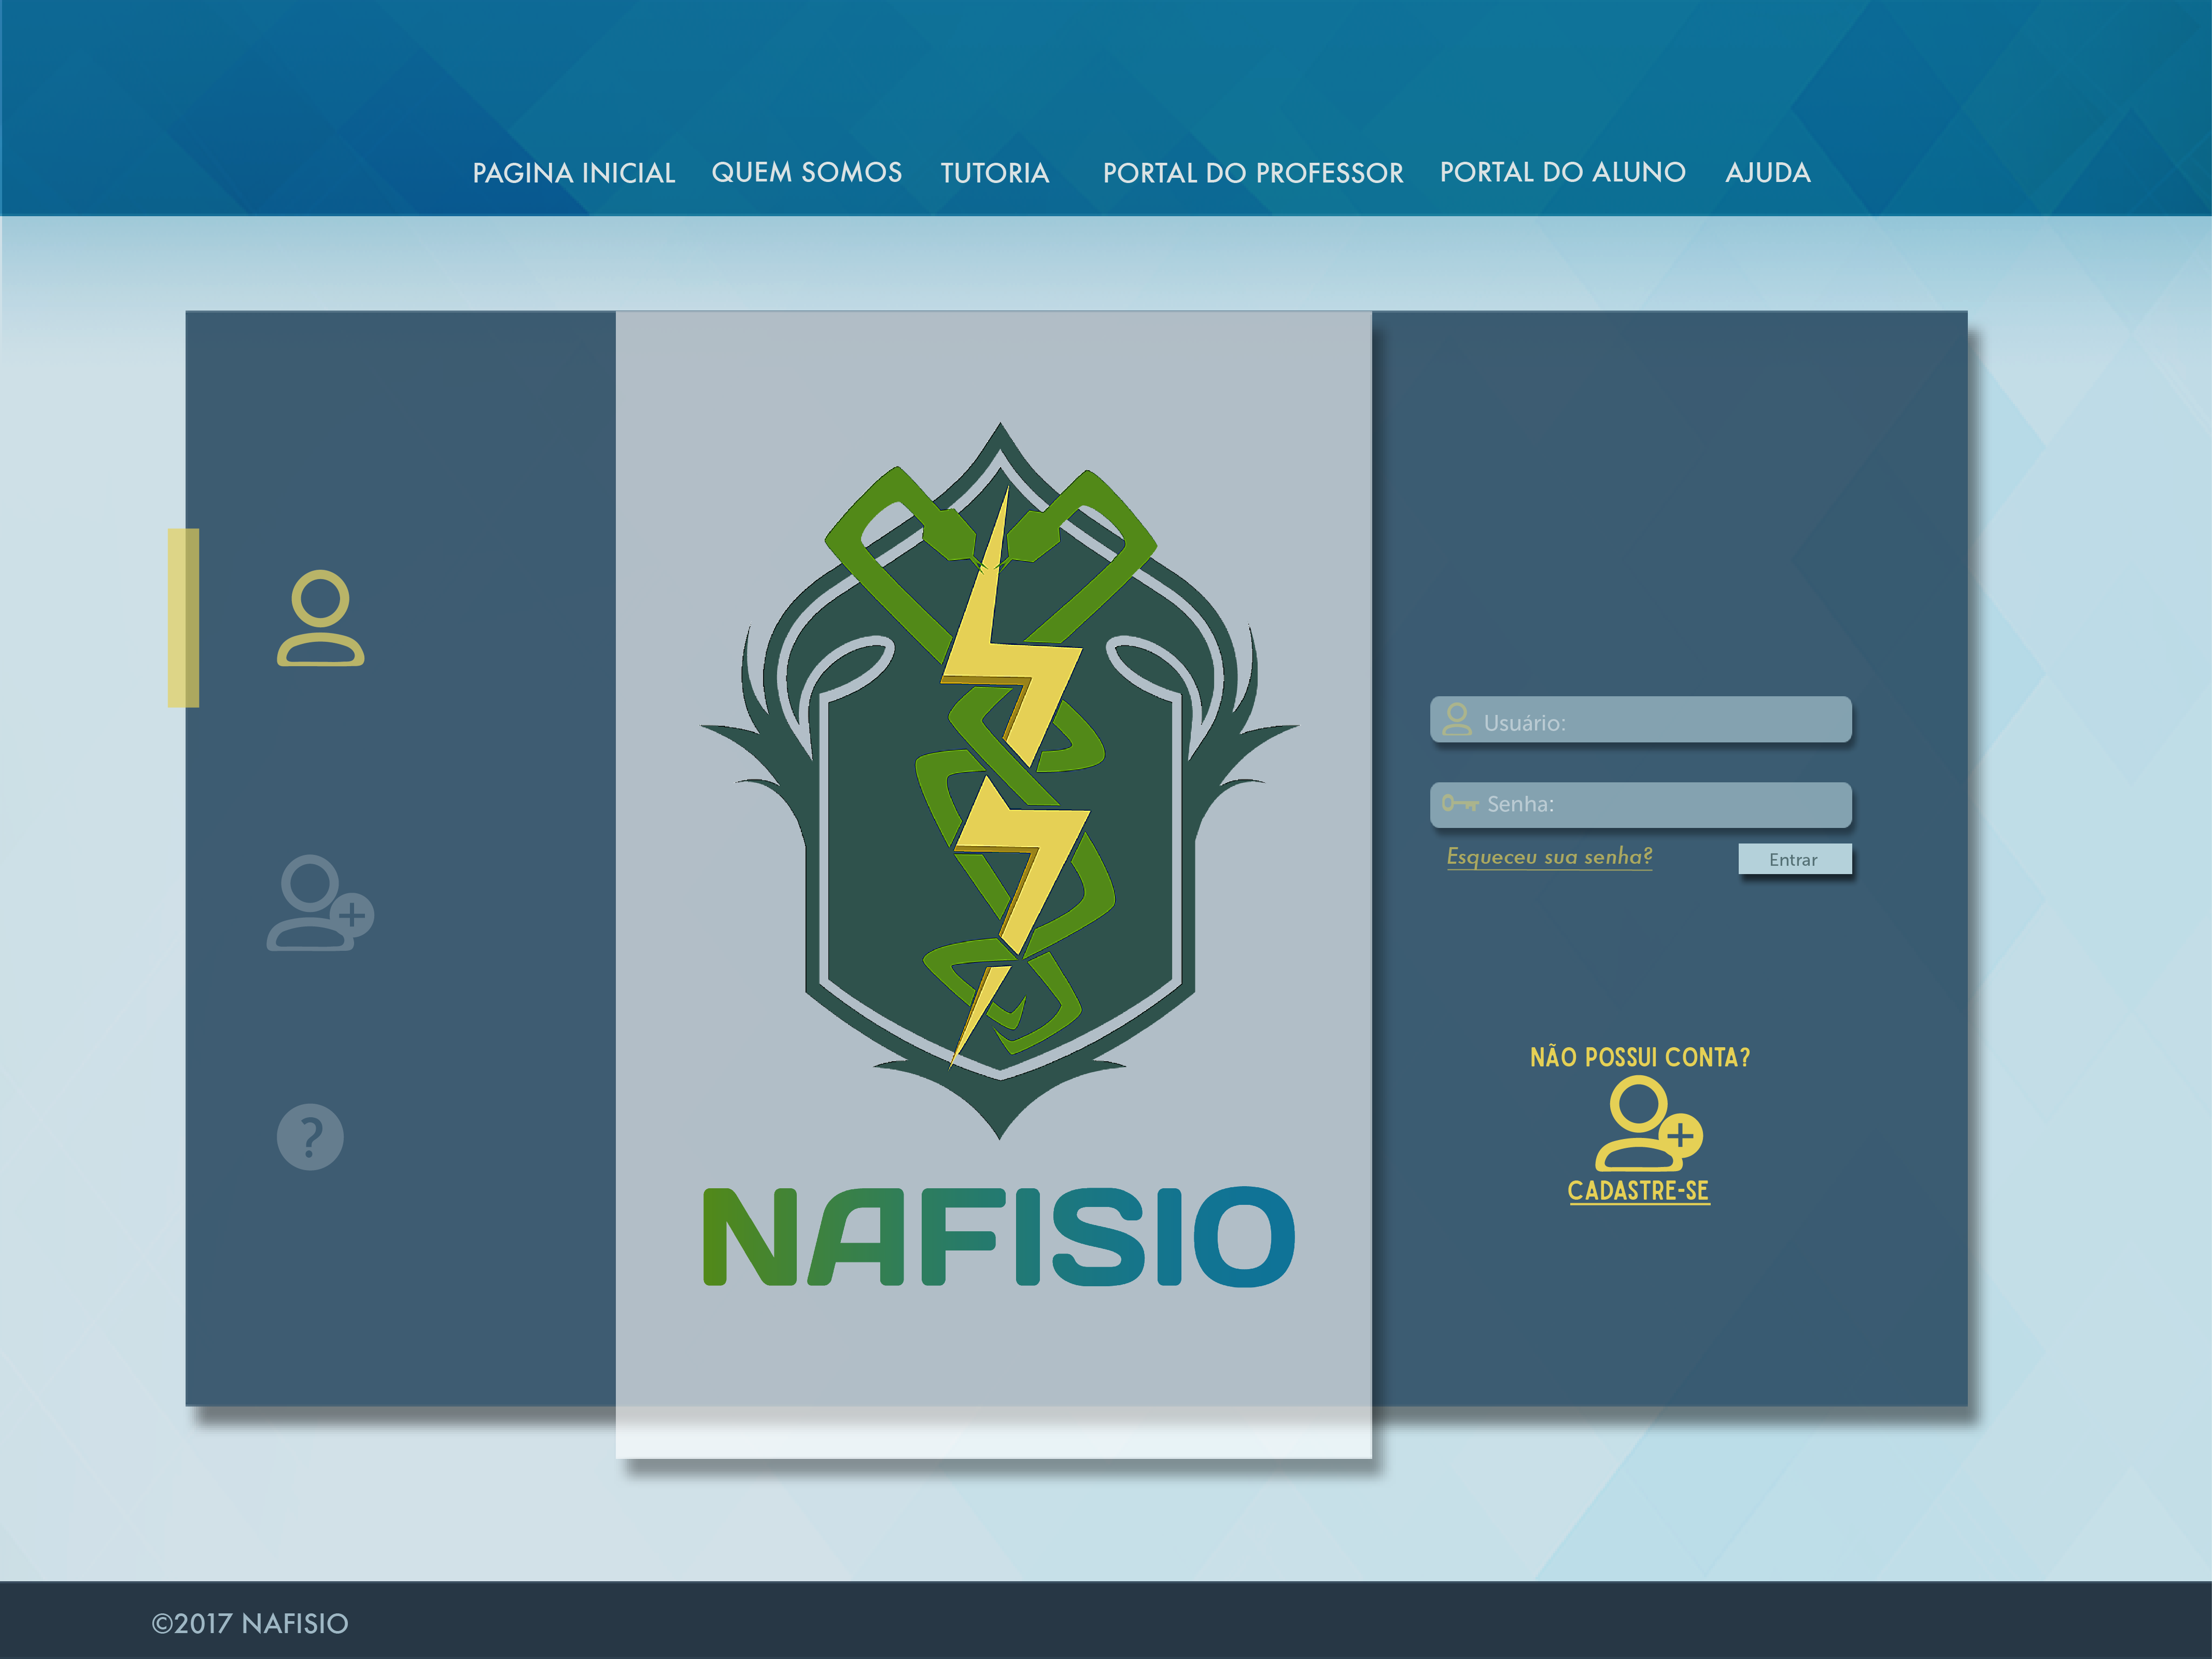 PAGINA INICIAL QUEM SOMOS TUTORIA PORTAL DO PROFESSOR PORTAL DO ALUNO AJUDA
Usuário:
Senha:
Esqueceu sua senha? Entrar
NÃO POSSUI CONTA?
CADASTRE-SE
?
NAFISIO
©2017 NAFISIO